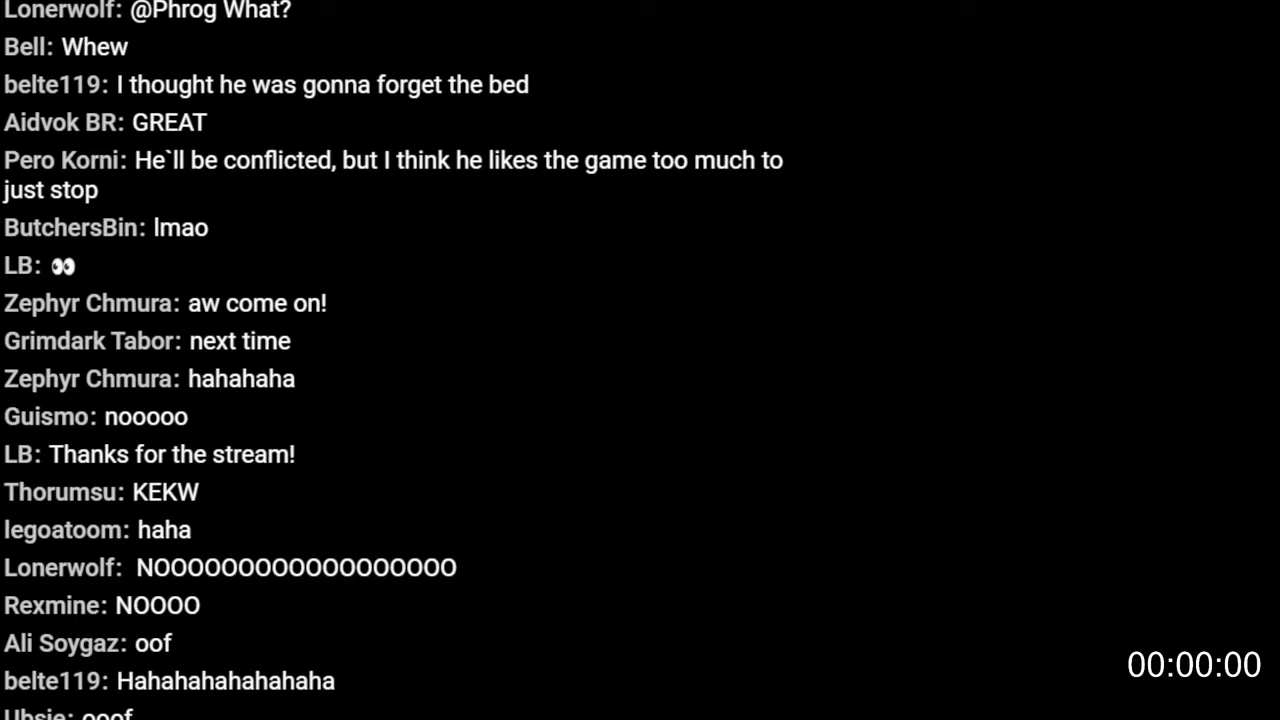 Lonerwolf: @Phrog What?
Bell: Whew
belte119: I thought he was gonna forget the bed
Aidvok BR: GREAT
Pero Korni: He`ll be conflicted, but I think he likes the game too much to
just stop
ButchersBin: lmao
LB: 👀
Zephyr Chmura: aw come on!
Grimdark Tabor: next time
Zephyr Chmura: hahahaha
Guismo: nooooo
LB: Thanks for the stream!
Thorumsu: KEKW
legoatoom: haha
Lonerwolf: NOOOOOOOOOOOOOOOOOOO
Rexmine: NOOOO
Ali Soygaz: oof
00:00:00
belte119: Hahahahahahahaha
ooof